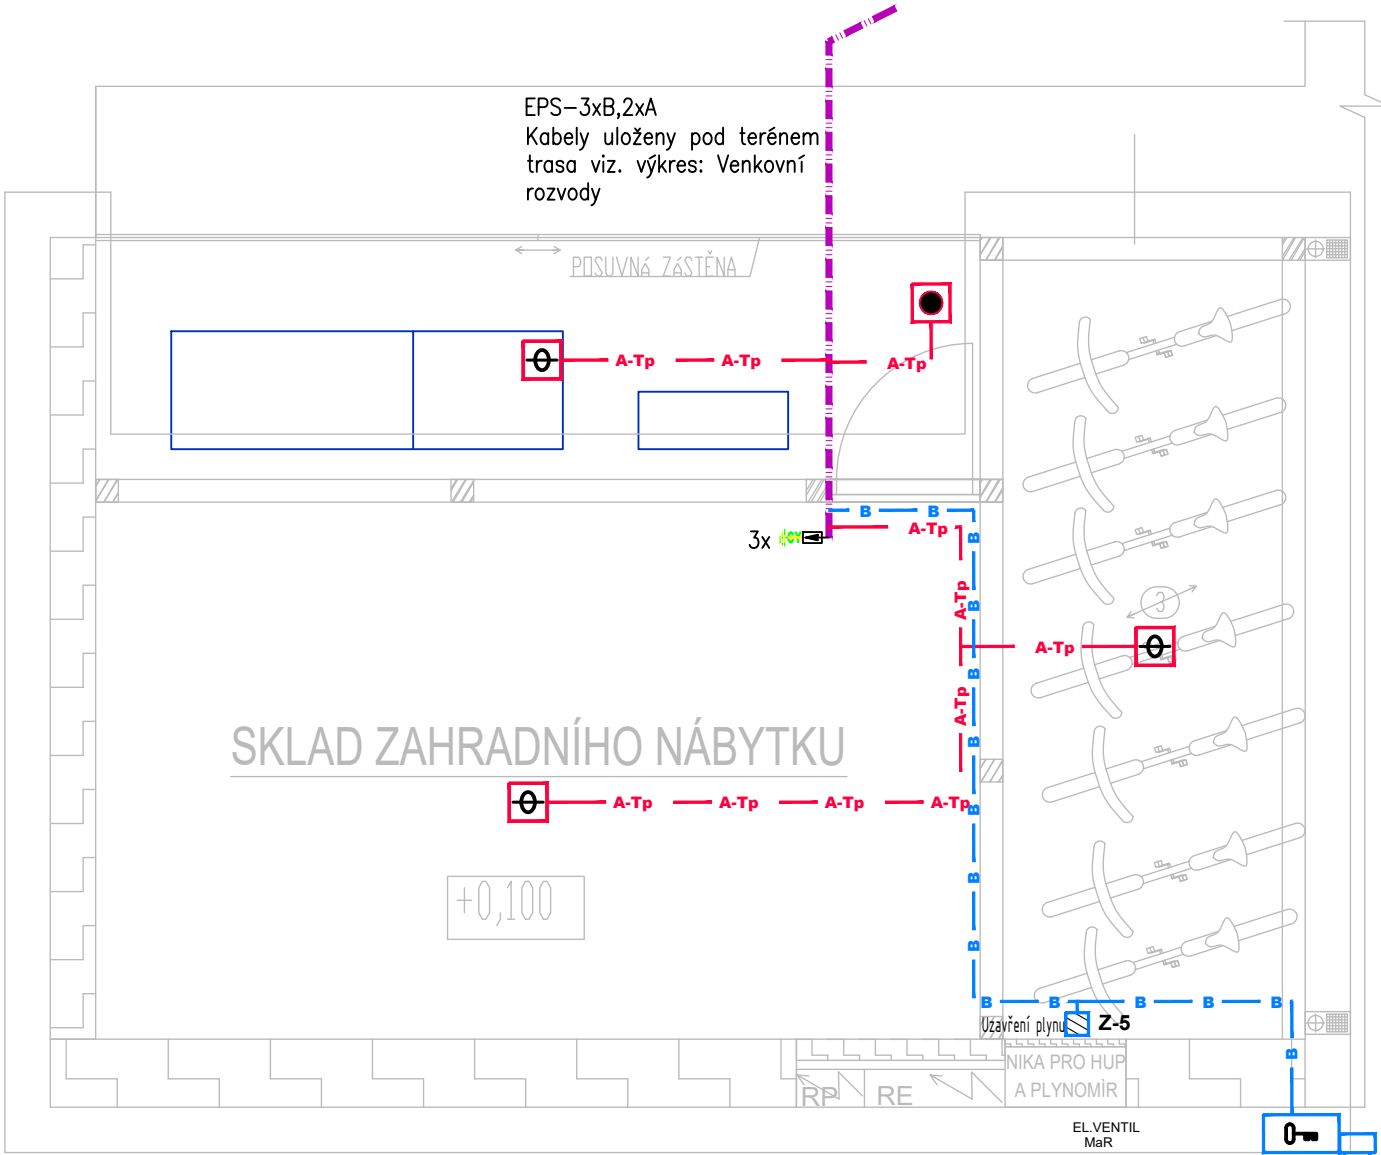 EPS-3xB,2xA
Kabely uloženy pod terénem
trasa viz. výkres: Venkovní
rozvody
POSUVNá ZáSTĚNA
A-Tp
A-Tp
A-Tp
B
B
3x
A-Tp
B
A-Tp
B
3
A-Tp
B
A-Tp
B
SKLAD ZAHRADNÍHO NÁBYTKU
A-Tp
A-Tp
A-Tp
A-Tp
B
+0,100
B
B
B
B
B
B
B
Uzavření plynu
Z-5
B
NIKA PRO HUP
A PLYNOMÌR
RP
RE
EL.VENTIL
MaR